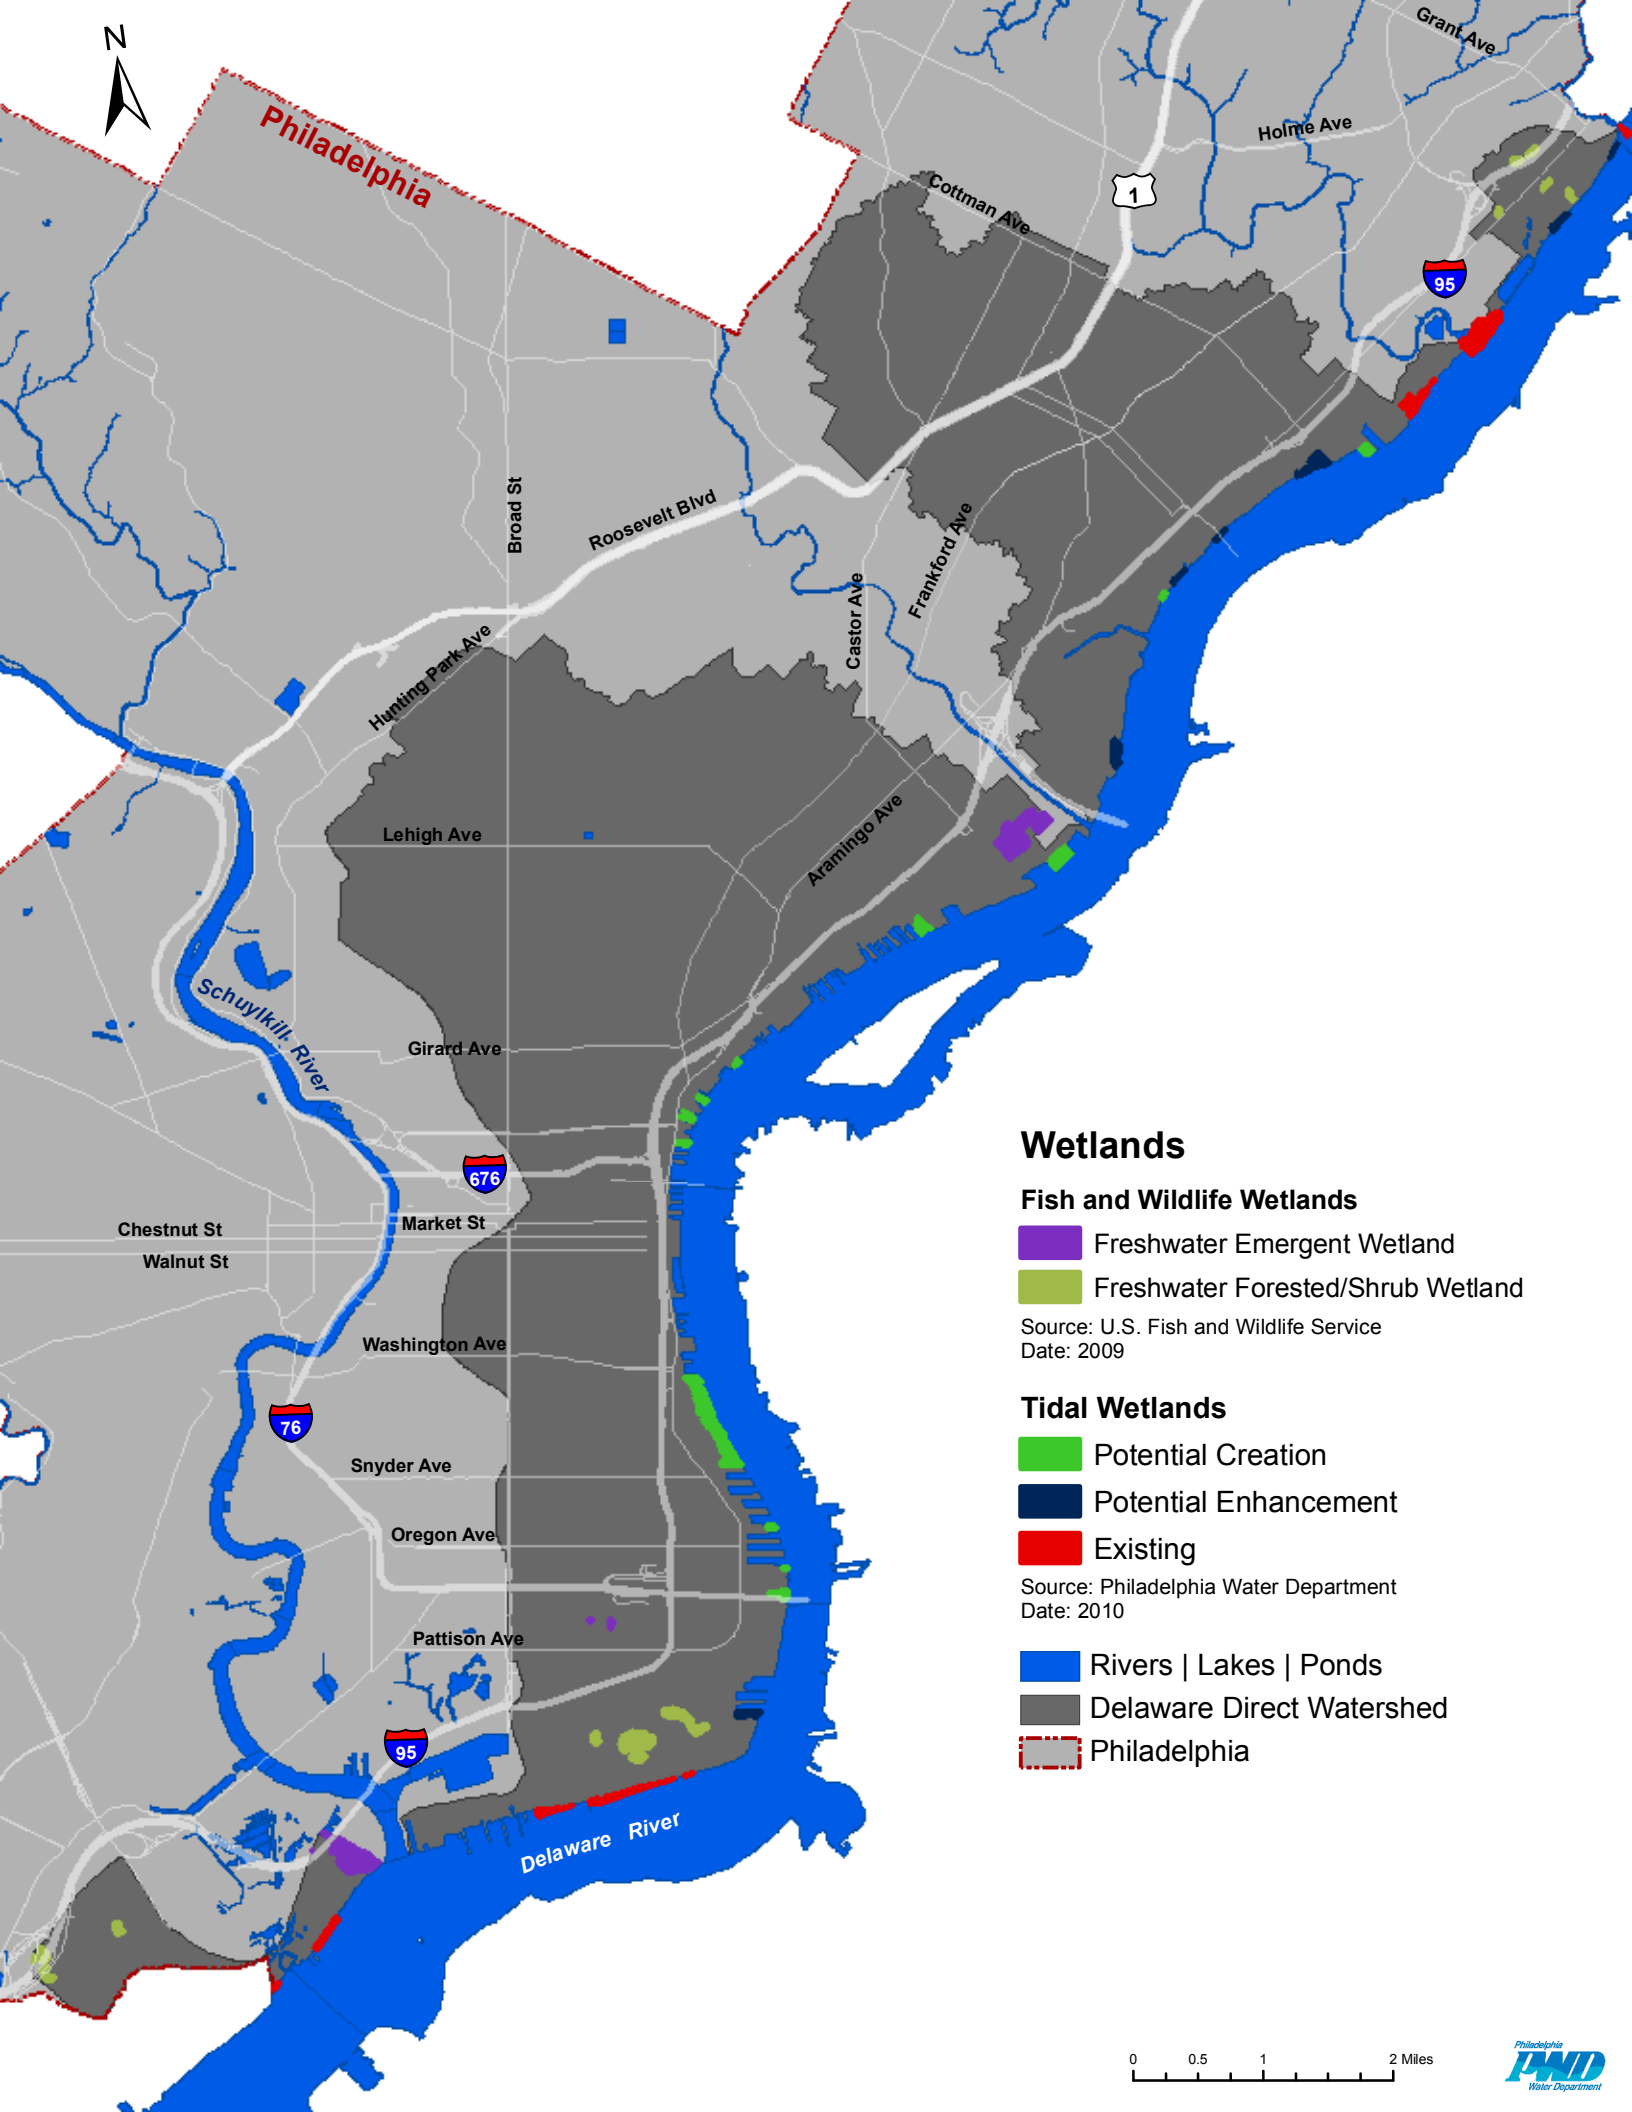 N
Philadelphia
Grant Ave
Holme Ave
Cottman Ave
1
95
Broad St
Roosevelt Blvd
Frankford Ave
Castor Ave
Hunting Park Ave
Lehigh Ave
Aramingo Ave
Schuylkill River
Girard Ave
676
Chestnut St
Market St
Walnut St
Washington Ave
76
Snyder Ave
Oregon Ave
Pattison Ave
95
Delaware River
Wetlands
Fish and Wildlife Wetlands
Freshwater Emergent Wetland
Freshwater Forested/Shrub Wetland
Source: U.S. Fish and Wildlife Service
Date: 2009
Tidal Wetlands
Potential Creation
Potential Enhancement
Existing
Source: Philadelphia Water Department
Date: 2010
Rivers | Lakes | Ponds
Delaware Direct Watershed
Philadelphia
0 0.5 1 2 Miles
Philadelphia
PWD
Water Department